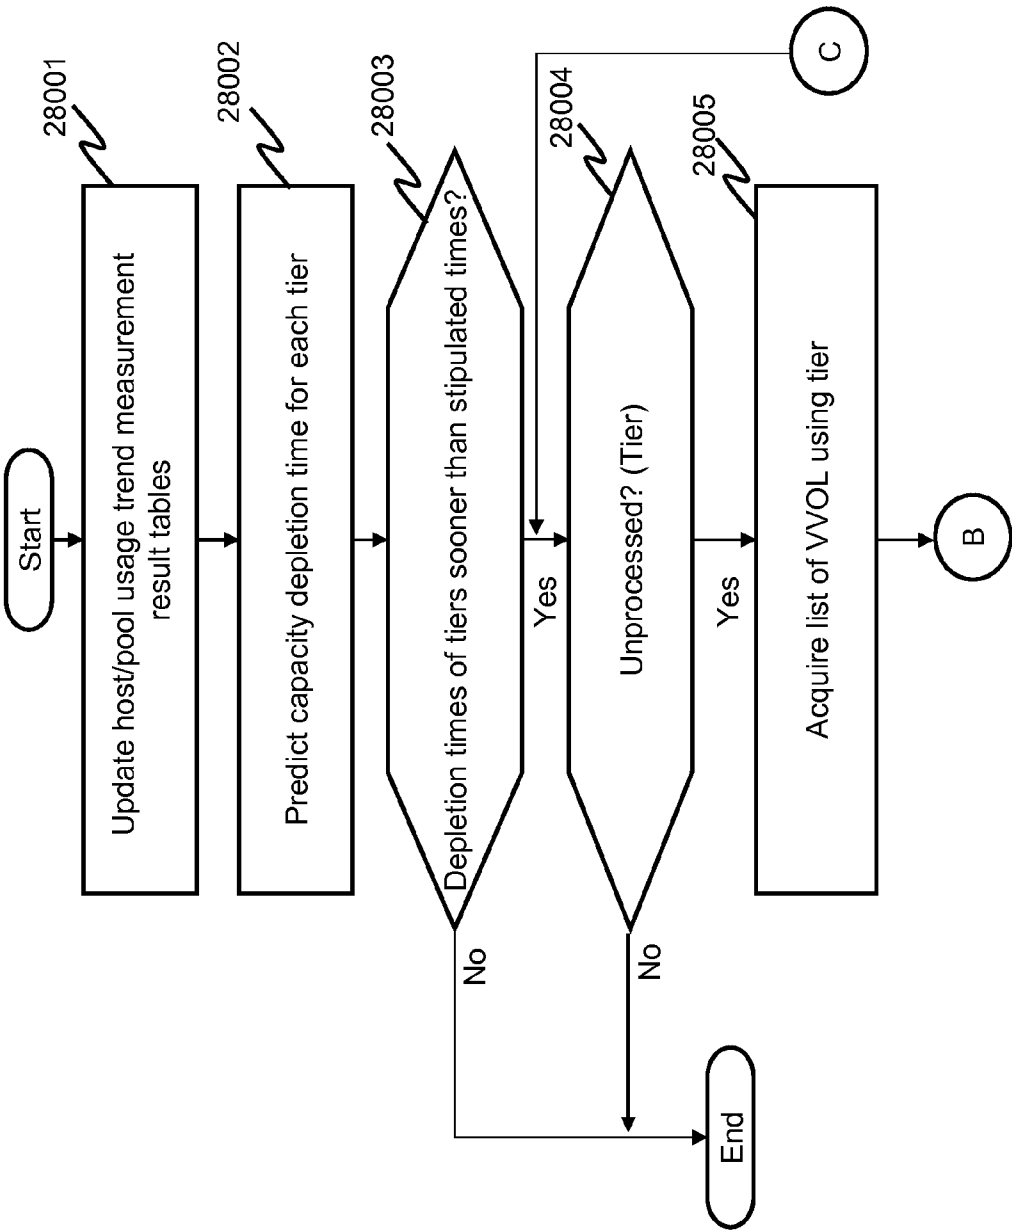 Start
28001
Update host/pool usage trend measurement
result tables
28002
Predict capacity depletion time for each tier
28003
Depletion times of tiers sooner than stipulated times?
No
Yes
C
28004
Unprocessed? (Tier)
No
Yes
28005
Acquire list of VVOL using tier
End
B